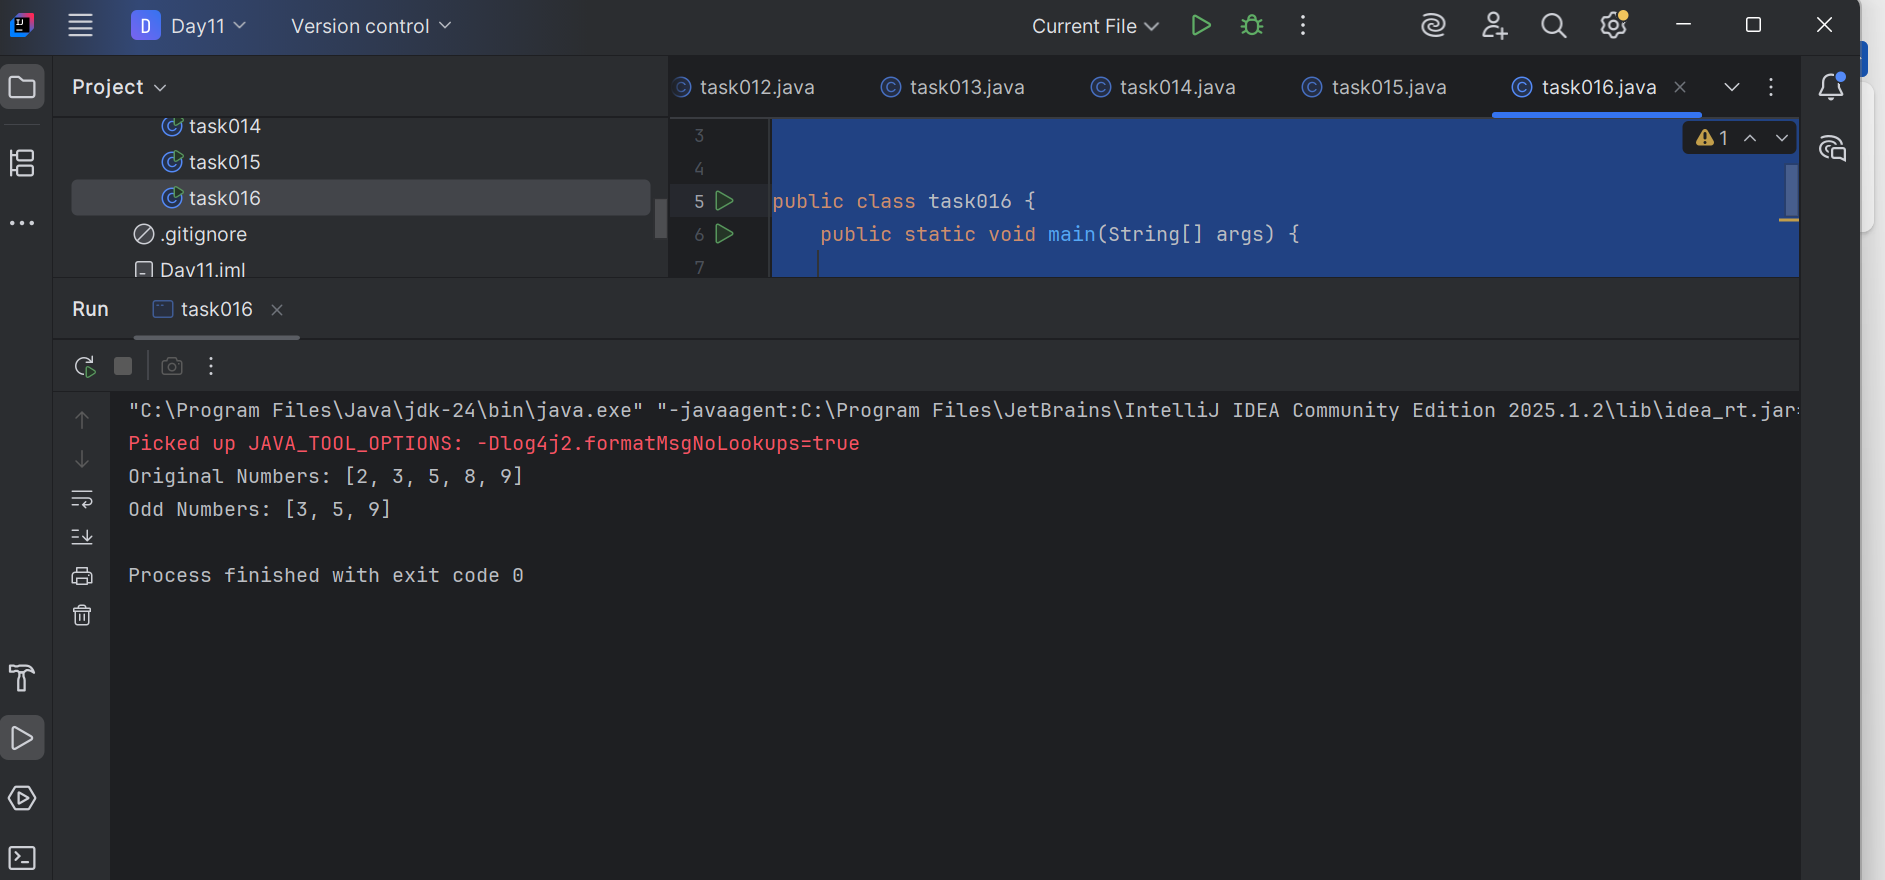 D Day11 Version control Current File
Project
task012.java task013.java task014.java task015.java task016.java
task014
task015
task016
.gitignore
Day11.iml
1
3
4
5 public class task016 {
6 public static void main(String[] args) {
7
Run task016
"C:\Program Files\Java\jdk-24\bin\java.exe" "-javaagent:C:\Program Files\JetBrains\IntelliJ IDEA Community Edition 2025.1.2\lib\idea_rt.jar=
Picked up JAVA_TOOL_OPTIONS: -Dlog4j2.formatMsgNoLookups=true
Original Numbers: [2, 3, 5, 8, 9]
Odd Numbers: [3, 5, 9]
Process finished with exit code 0